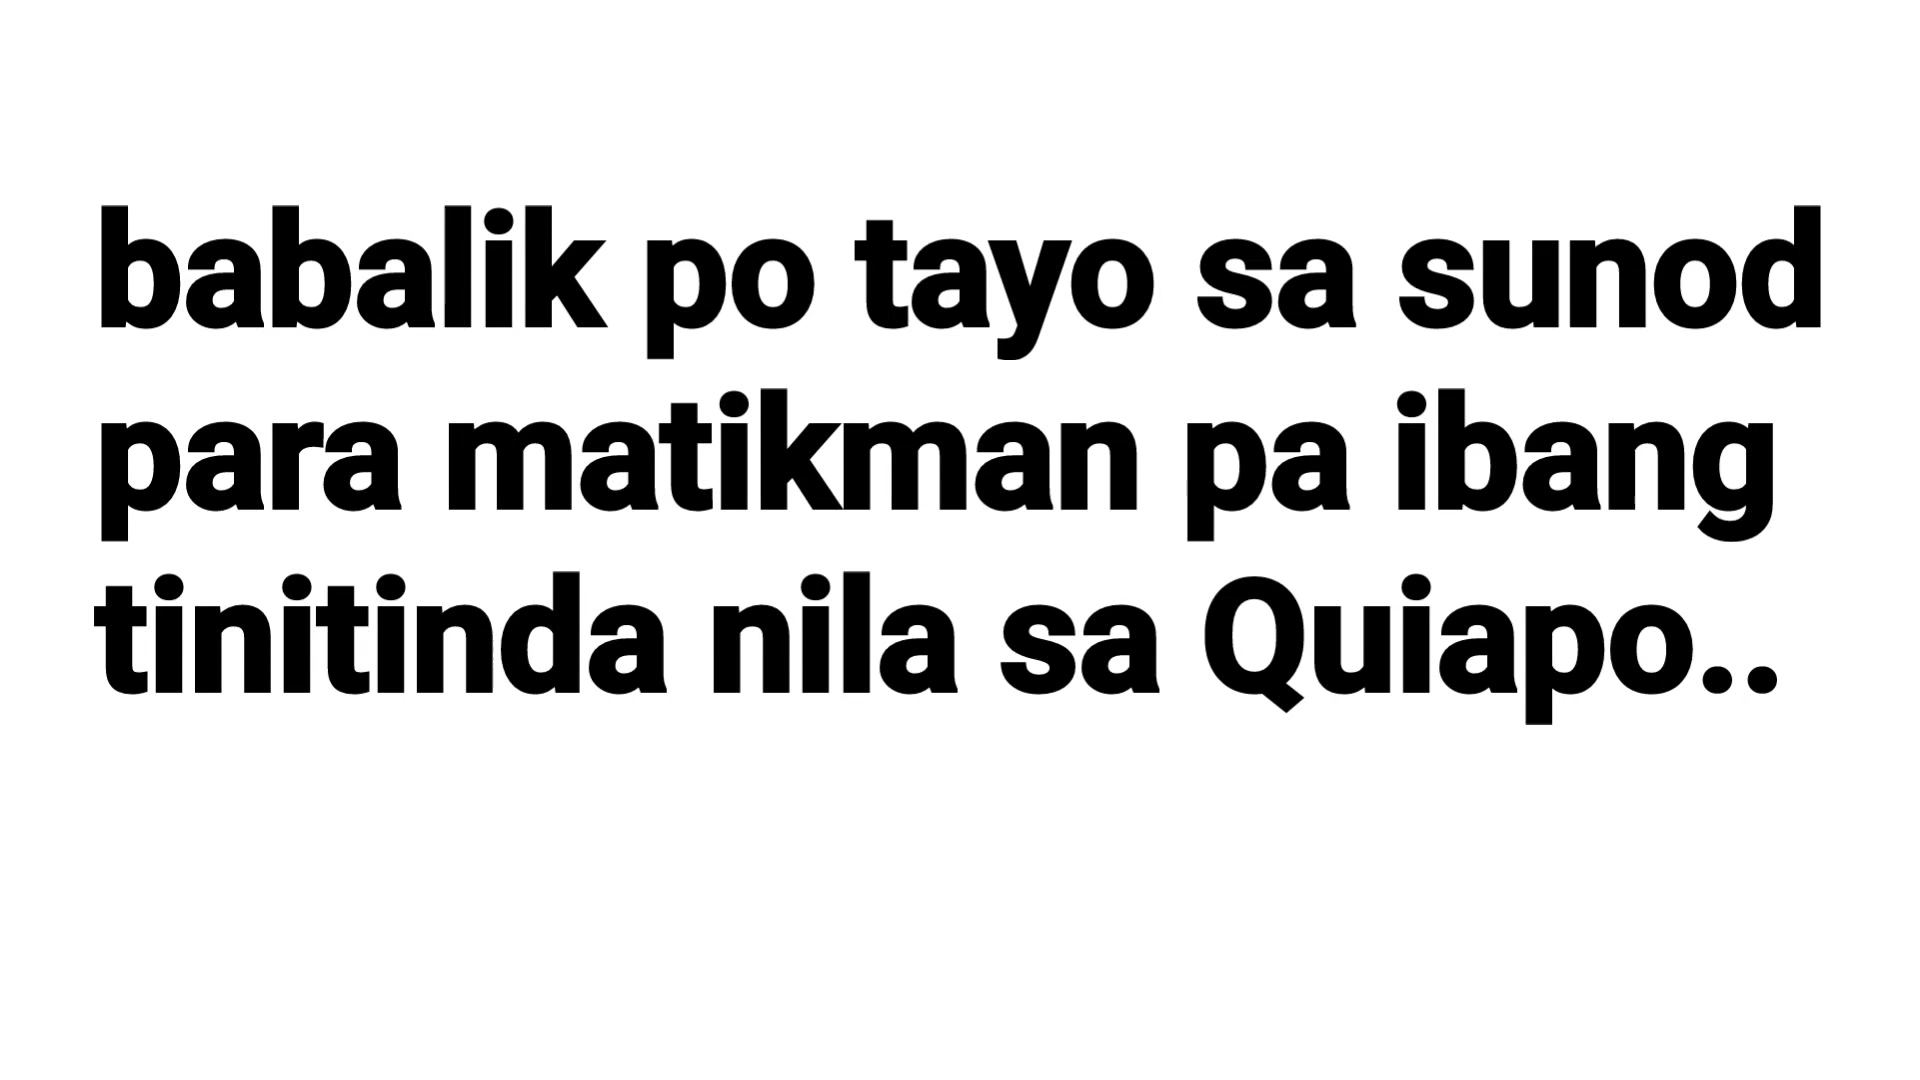 babalik po tayo sa sunod
para matikman pa ibang
tinitinda nila sa Quiapo..